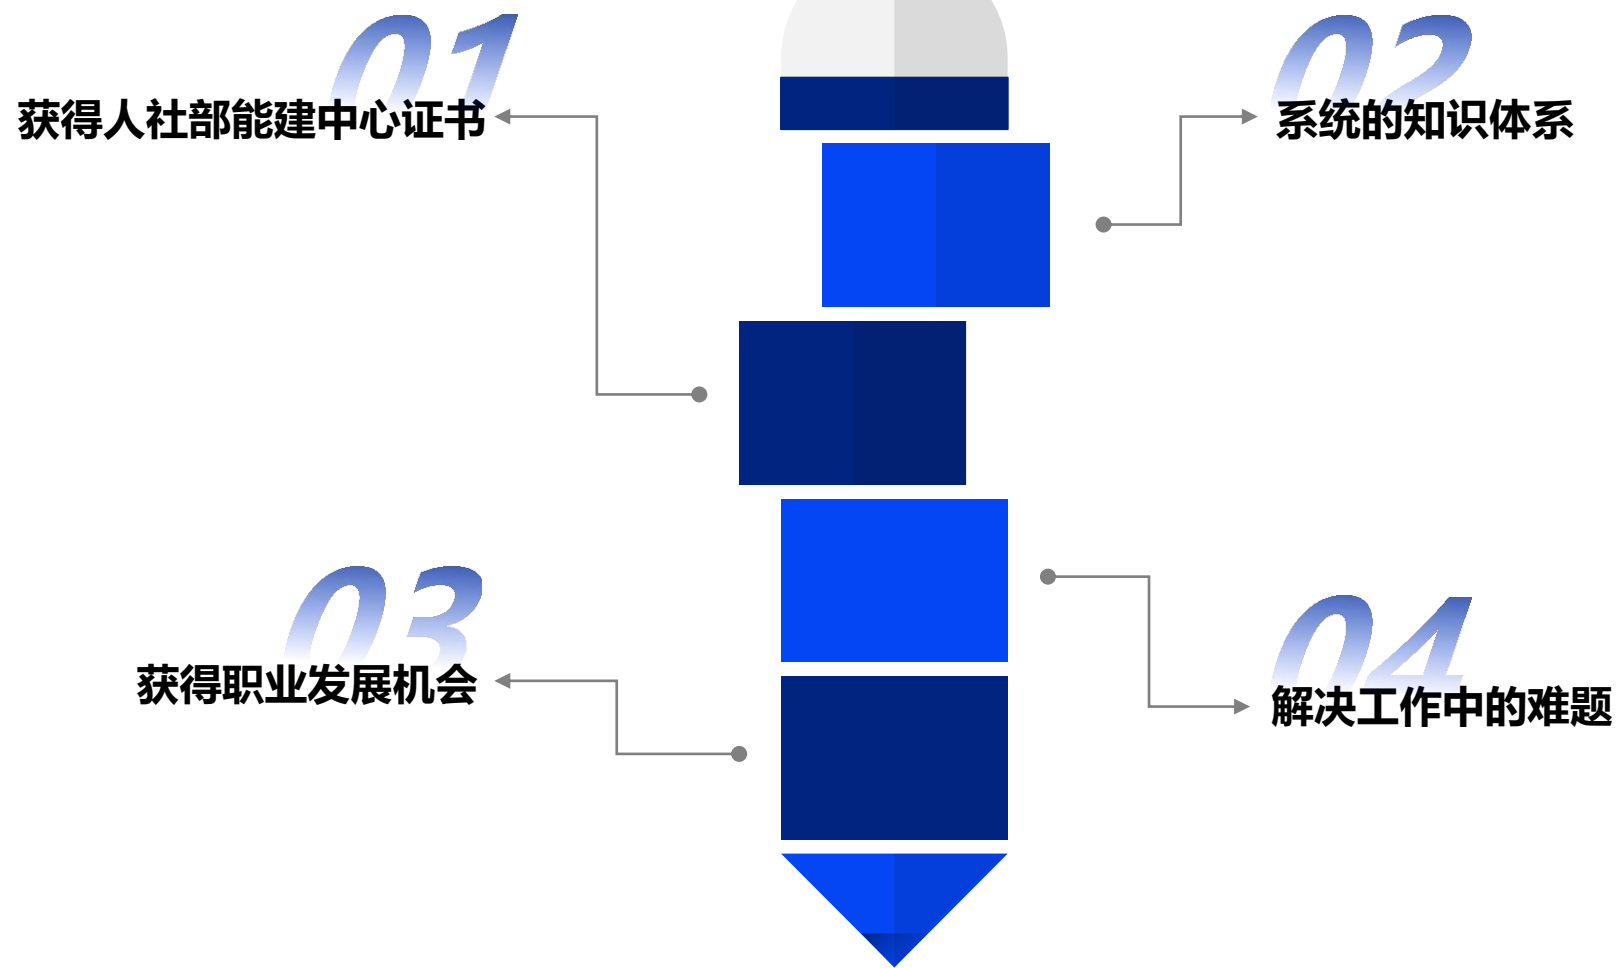 01
获得人社部能建中心证书
02
系统的知识体系
03
获得职业发展机会
04
解决工作中的难题